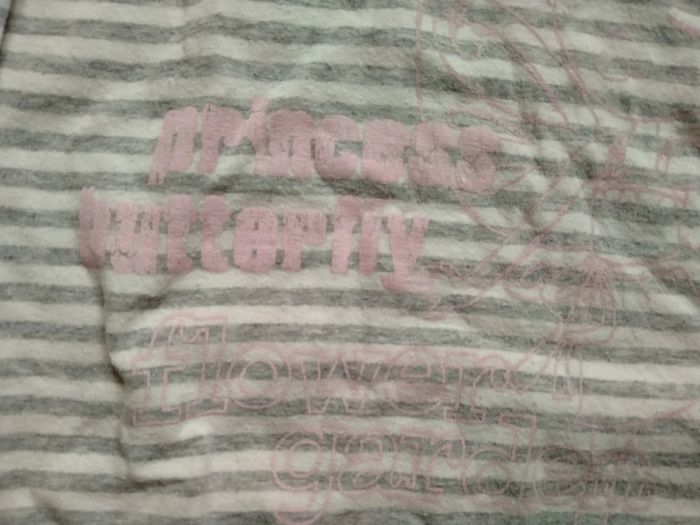 princess
butterfly
flower
garden